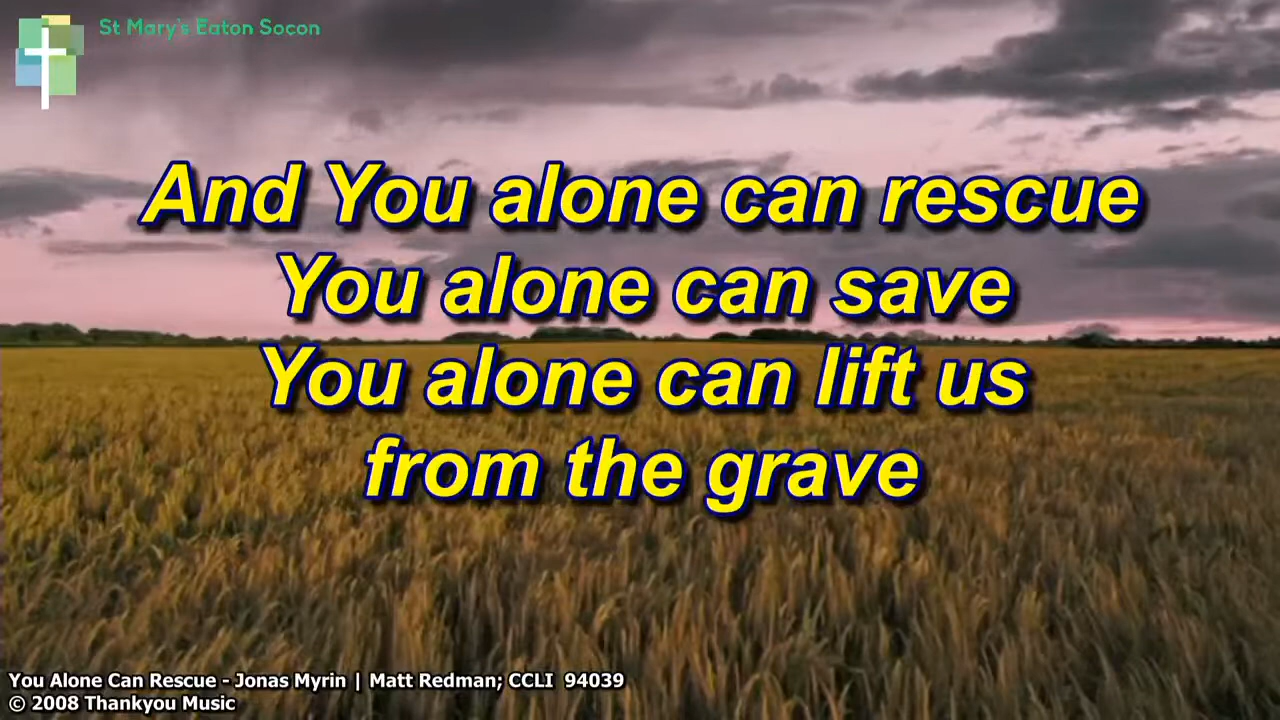 St Mary's Eaton Socon
And You alone can rescue
You alone can save
You alone can lift us
from the grave
You Alone Can Rescue - Jonas Myrin | Matt Redman; CCLI 94039
© 2008 Thankyou Music